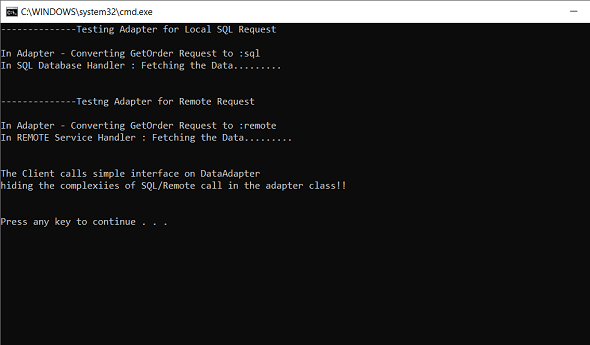 C:\WINDOWS\system32\cmd.exe
--------------Testing Adapter for Local SQL Request
In Adapter - Converting GetOrder Request to :sql
In SQL Database Handler : Fetching the Data.........
--------------Testng Adapter for Remote Request
In Adapter - Converting GetOrder Request to :remote
In REMOTE Service Handler : Fetching the Data.........
The Client calls simple interface on DataAdapter
hiding the complexiies of SQL/Remote call in the adapter class!!
Press any key to continue . . .